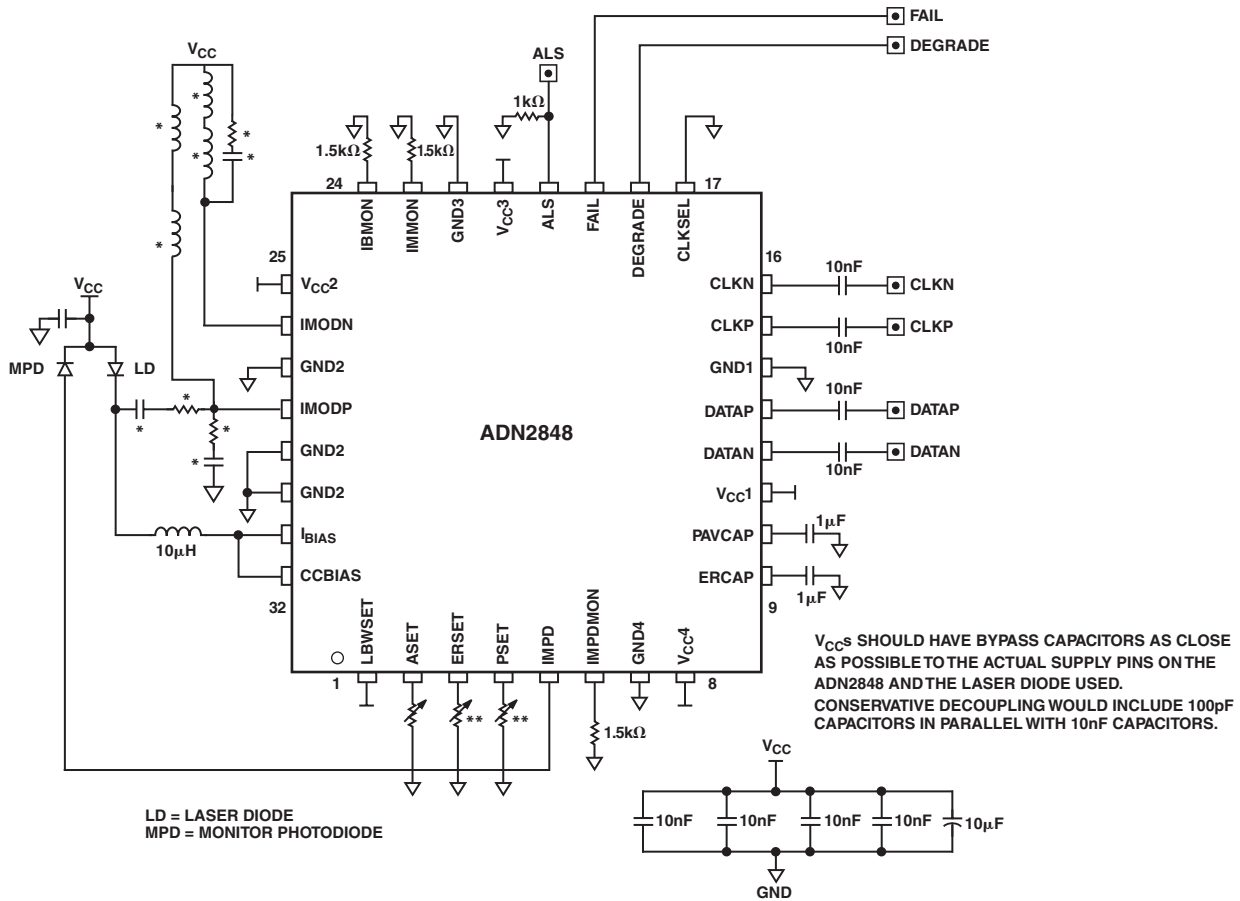 FAIL
DEGRADE
VCC
ALS
1kΩ
1.5kΩ
1.5kΩ
24
17
IBMON
IMMON
GND3
VCC3
ALS
FAIL
DEGRADE
CLKSEL
25
16
VCC2
CLKN
10nF
CLKN
IMODN
CLKP
10nF
CLKP
VCC
MPD
LD
GND2
GND1
IMODP
ADN2848
DATAP
10nF
DATAP
GND2
DATAN
10nF
DATAN
GND2
VCC1
IBIAS
10μH
PAVCAP
1μF
CCBIAS
ERCAP
1μF
32
9
LBWSET
ASET
ERSET
PSET
IMPD
IMPDMON
GND4
VCC4
1
8
*
*
*
*
*
*
*
*
*
*
**
**
1.5kΩ
VCCs SHOULD HAVE BYPASS CAPACITORS AS CLOSE
AS POSSIBLE TO THE ACTUAL SUPPLY PINS ON THE
ADN2848 AND THE LASER DIODE USED.
CONSERVATIVE DECOUPLING WOULD INCLUDE 100pF
CAPACITORS IN PARALLEL WITH 10nF CAPACITORS.
LD = LASER DIODE
MPD = MONITOR PHOTODIODE
VCC
10nF
10nF
10nF
10nF
10μF
GND